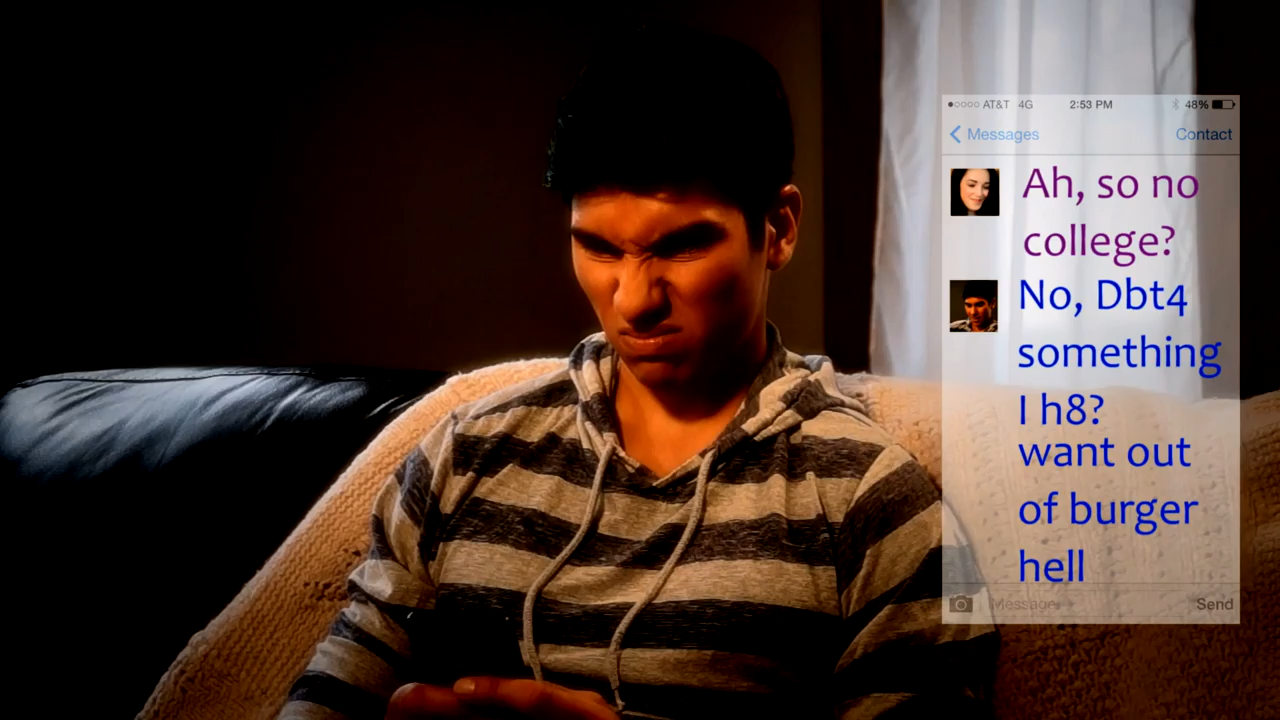 AT&T 4G 2:53 PM 48%
Messages Contact
Ah, so no
college?
No, Dbt4
something
I h8?
want out
of burger
hell
Message Send